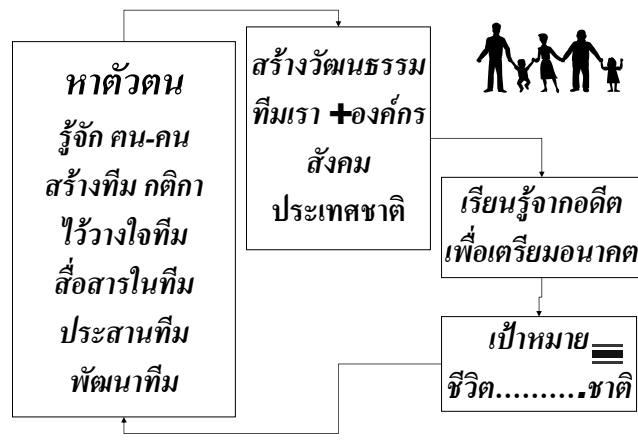 หาตัวตน
รู้จัก ตน-คน
สร้างทีม กติกา
ไว้วางใจทีม
สื่อสารในทีม
ประสานทีม
พัฒนาทีม
สร้างวัฒนธรรม
ทีมเรา +องค์กร
สังคม
ประเทศชาติ
เรียนรู้จากอดีต
เพื่อเตรียมอนาคต
เป้าหมาย
ชีวิต..........ชาติ